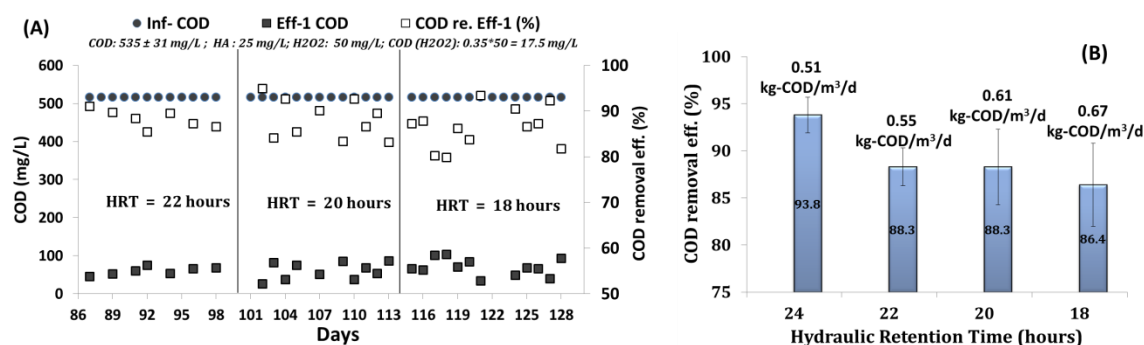 (A)
Inf- COD Eff-1 COD COD re. Eff-1 (%)
COD: 535 ± 31 mg/L ; HA : 25 mg/L; H2O2: 50 mg/L; COD (H2O2): 0.35*50 = 17.5 mg/L
COD (mg/L)
600
500
400
300
200
100
0
HRT = 22 hours
HRT = 20 hours
HRT = 18 hours
100
90
80
70
60
50
COD removal eff. (%)
86 89 92 95 98 101 104 107 110 113 116 119 122 125 128
Days
(B)
COD removal eff. (%)
100
95
90
85
80
75
0.51
kg-COD/m³/d
0.55
kg-COD/m³/d
0.61
kg-COD/m³/d
0.67
kg-COD/m³/d
93.8
88.3
88.3
86.4
24 22 20 18
Hydraulic Retention Time (hours)